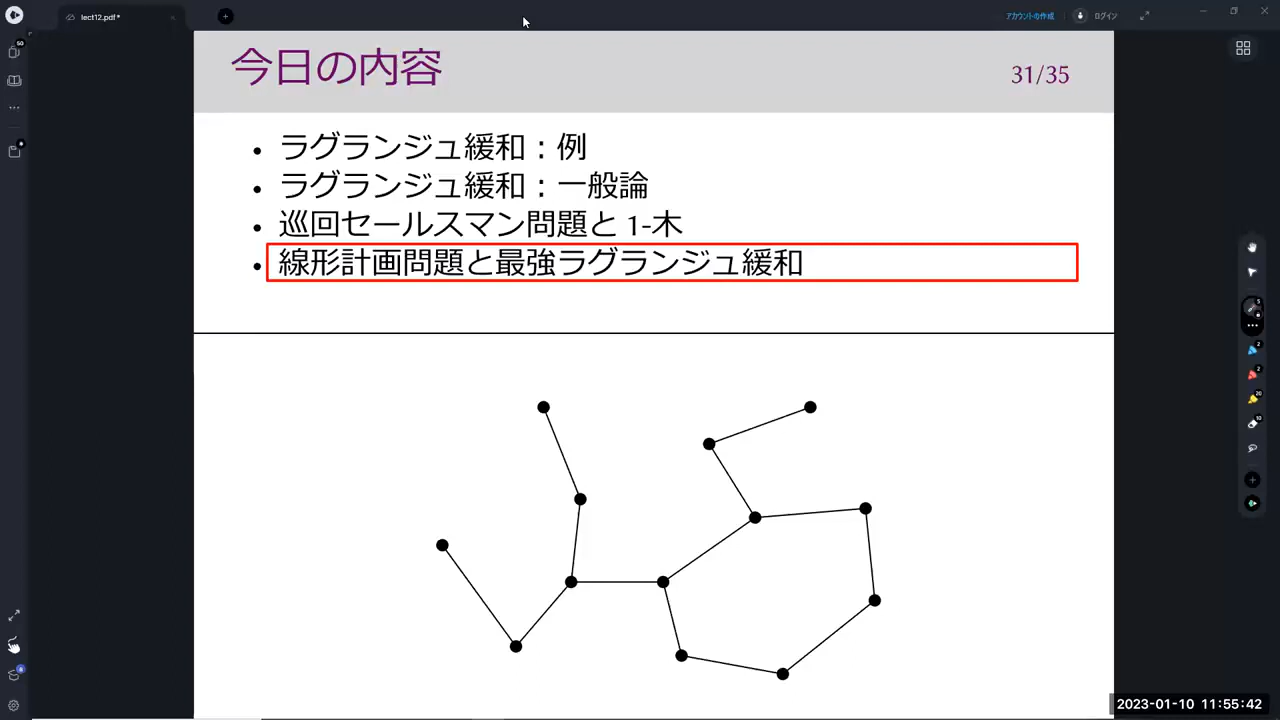 lect12.pdf*
アカウントの作成
ログイン
今日の内容
31/35
• ラグランジュ緩和：例
• ラグランジュ緩和：一般論
• 巡回セールスマン問題と 1-木
• 線形計画問題と最強ラグランジュ緩和
2023-01-10 11:55:42